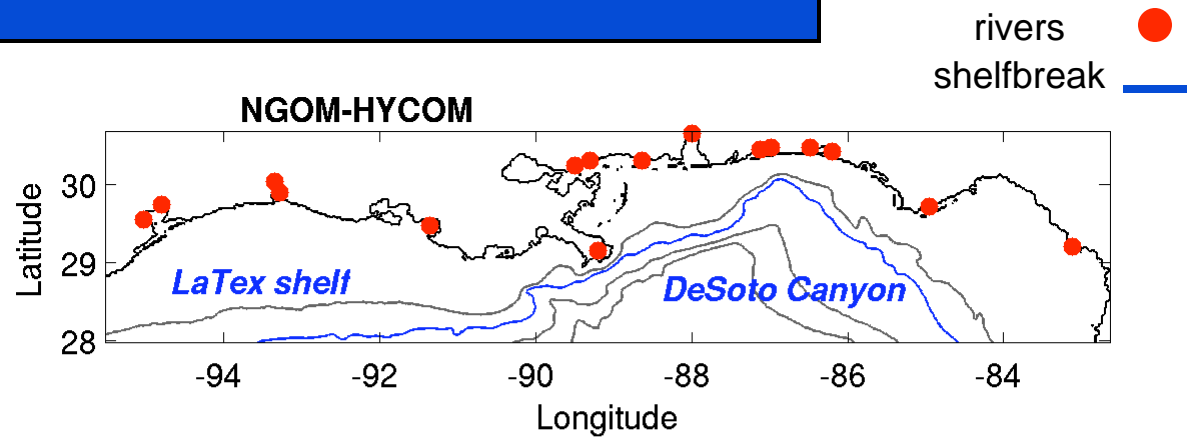 rivers
shelfbreak
NGOM-HYCOM
Latitude
30
29
28
LaTex shelf
DeSoto Canyon
-94 -92 -90 -88 -86 -84
Longitude